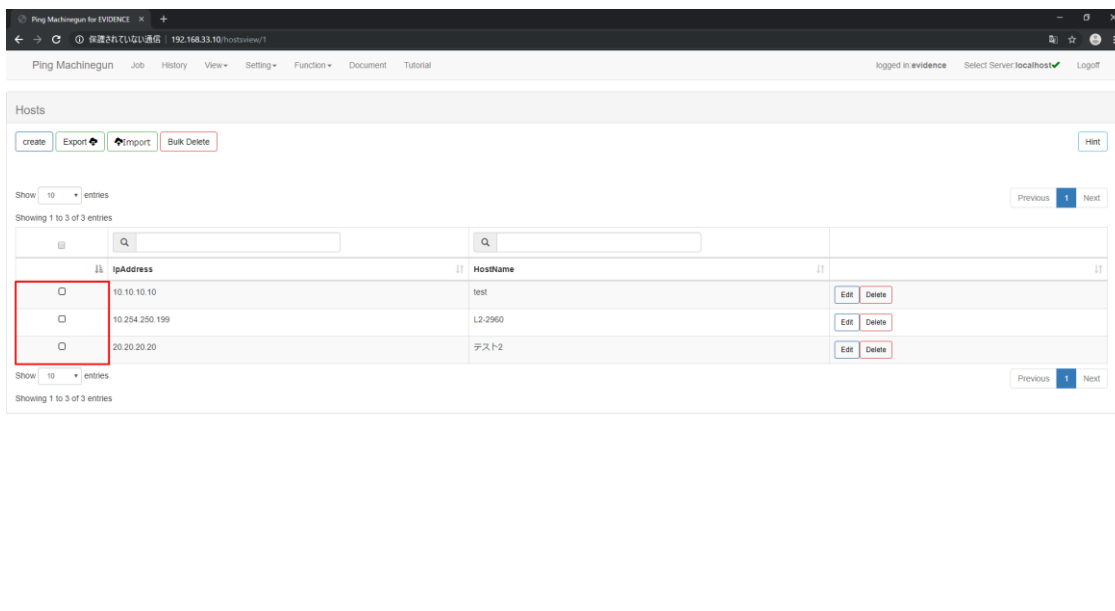 Ping Machinegun for EVIDENCE
保護されていない通信 | 192.168.33.10/hostsview/1
Ping Machinegun Job History View Setting Function Document Tutorial logged in:evidence Select Server:localhost Logoff
Hosts
create Export Import Bulk Delete Hint
Show 10 entries Previous 1 Next
Showing 1 to 3 of 3 entries
IpAddress HostName
10.10.10.10 test Edit Delete
10.254.250.199 L2-2960 Edit Delete
20.20.20.20 テスト2 Edit Delete
Show 10 entries Previous 1 Next
Showing 1 to 3 of 3 entries